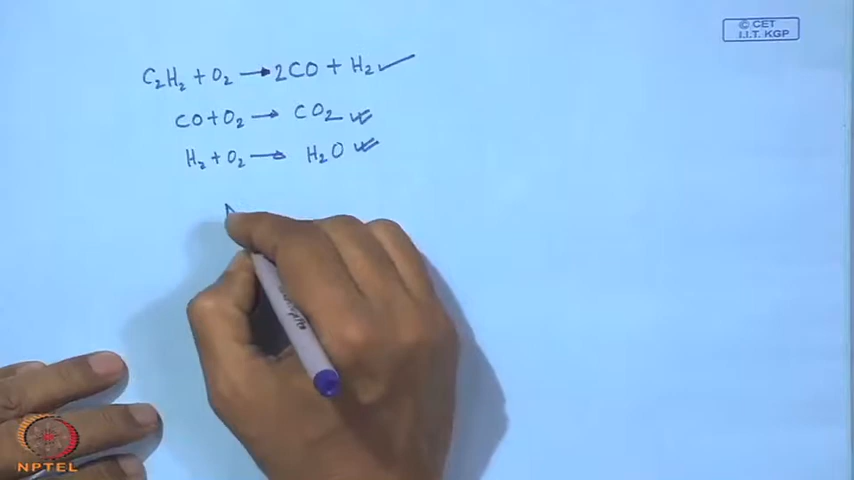 © CET
I.I.T. KGP
C₂H₂ + O₂ → 2CO + H₂ ✓
CO + O₂ → CO₂ ✓
H₂ + O₂ → H₂O ✓
NPTEL